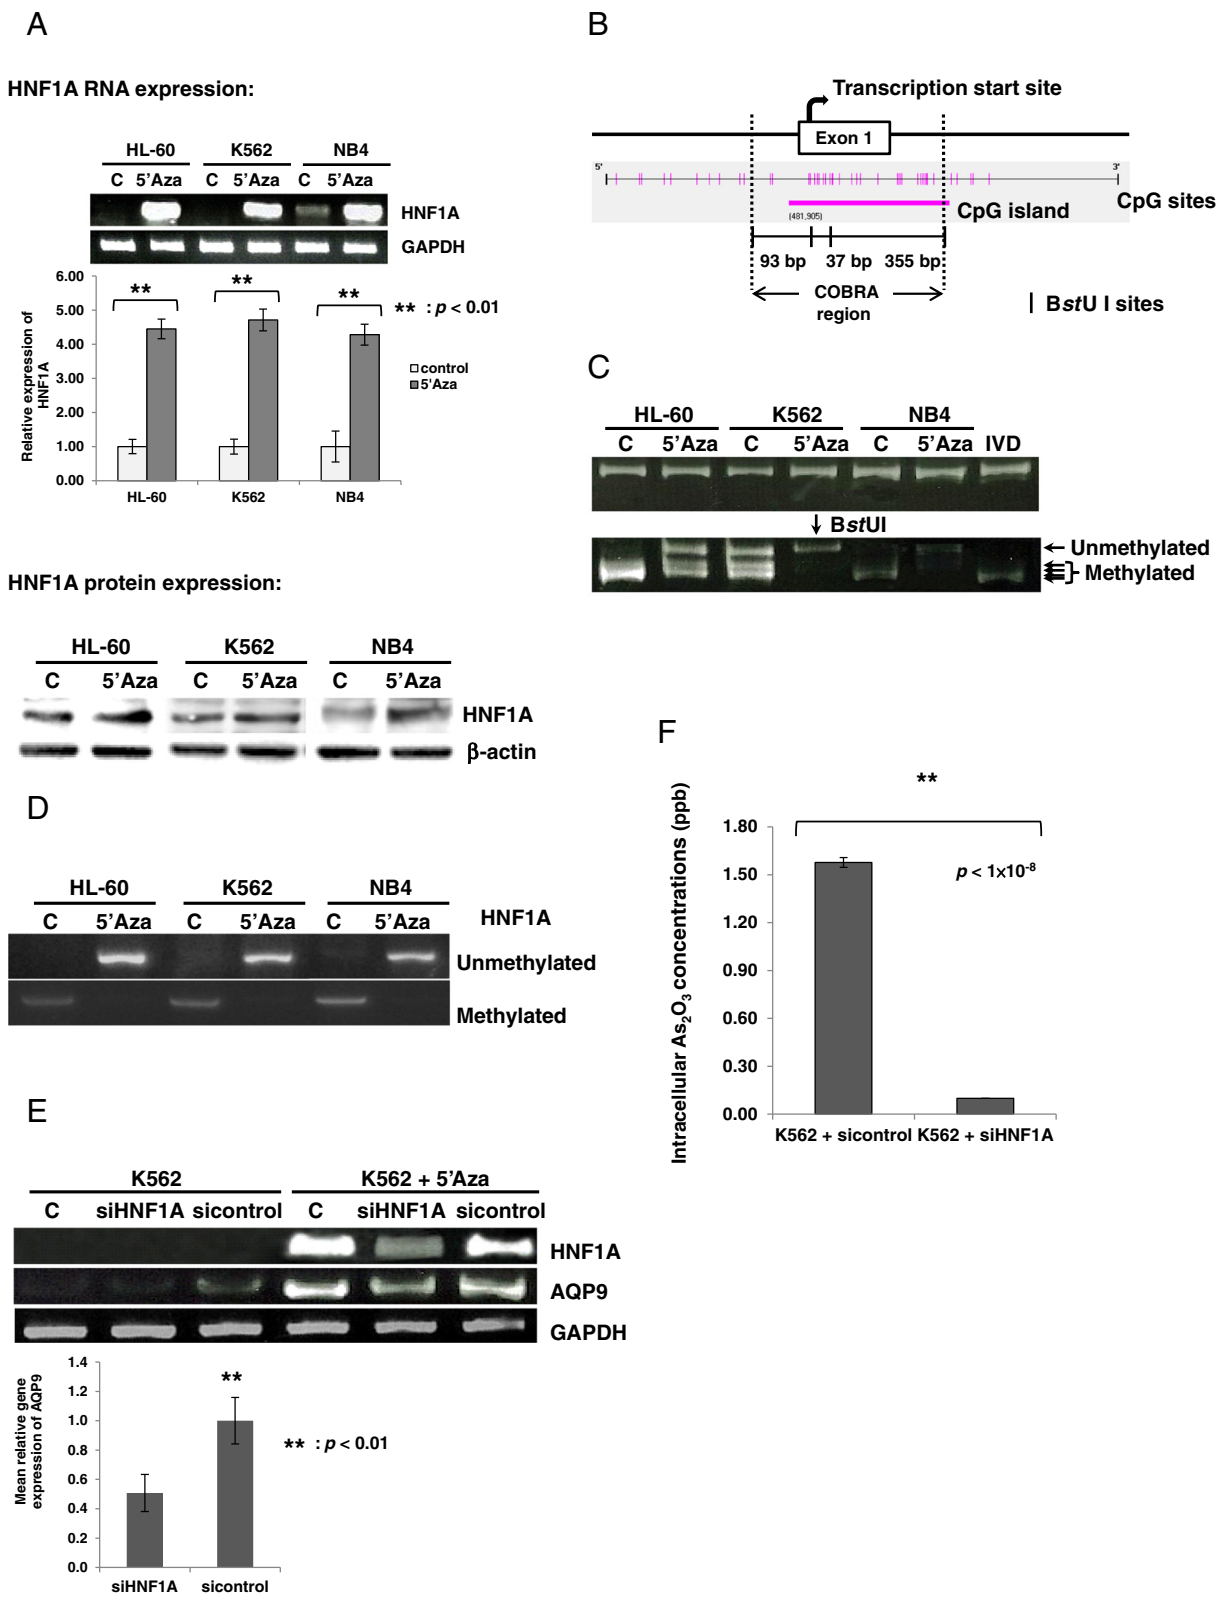 A
HNF1A RNA expression:
HL-60 K562 NB4
C 5’Aza C 5’Aza C 5’Aza
HNF1A
GAPDH
6.00
5.00
4.00
3.00
2.00
1.00
0.00
Relative expression of
HNF1A
** ** **
** : p < 0.01
control
5'Aza
HL-60 K562 NB4
HNF1A protein expression:
HL-60 K562 NB4
C 5’Aza C 5’Aza C 5’Aza
HNF1A
β-actin
B
Transcription start site
Exon 1
5' 3'
CpG sites
CpG island
(481,905)
93 bp 37 bp 355 bp
COBRA
region
BstU I sites
C
HL-60 K562 NB4
C 5’Aza C 5’Aza C 5’Aza IVD
BstUI
Unmethylated
Methylated
D
HL-60 K562 NB4
C 5’Aza C 5’Aza C 5’Aza
HNF1A
Unmethylated
Methylated
E
K562 K562 + 5’Aza
C siHNF1A sicontrol C siHNF1A sicontrol
HNF1A
AQP9
GAPDH
1.4
1.2
1.0
0.8
0.6
0.4
0.2
0.0
Mean relative gene
expression of AQP9
**
** : p < 0.01
siHNF1A sicontrol
F
**
p < 1×10-8
Intracellular As2O3 concentrations (ppb)
1.80
1.50
1.20
0.90
0.60
0.30
0.00
K562 + sicontrol K562 + siHNF1A